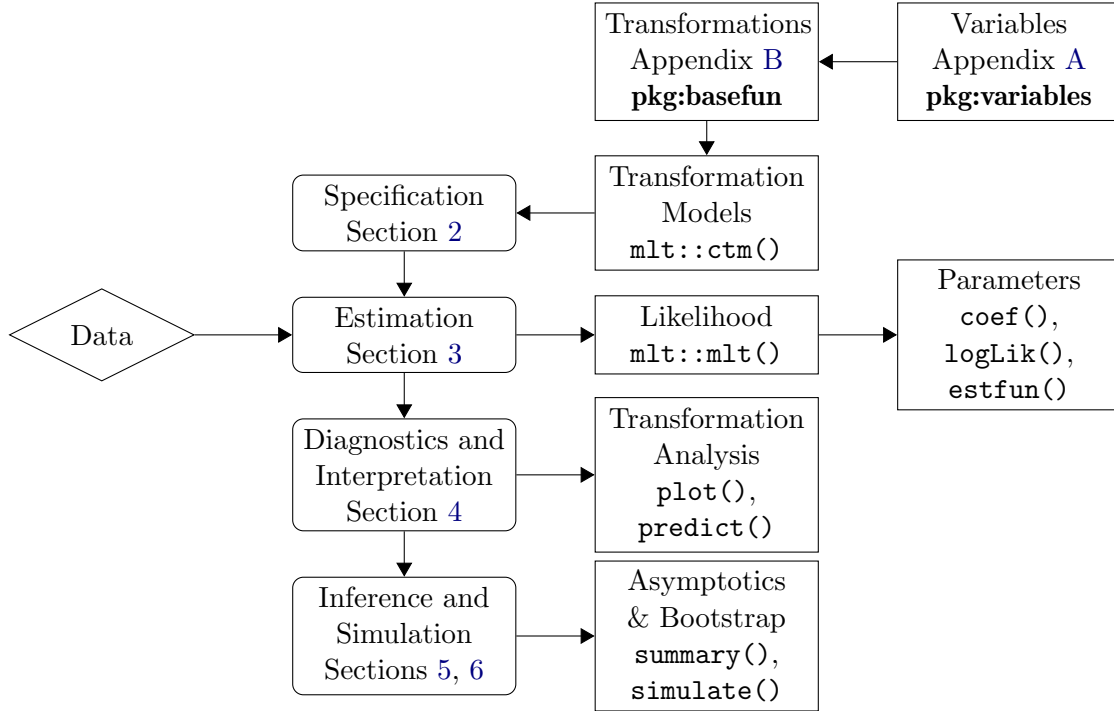 Transformations
Appendix B
pkg:basefun
Variables
Appendix A
pkg:variables
Specification
Section 2
Transformation
Models
mlt::ctm()
Data
Estimation
Section 3
Likelihood
mlt::mlt()
Parameters
coef(),
logLik(),
estfun()
Diagnostics and
Interpretation
Section 4
Transformation
Analysis
plot(),
predict()
Inference and
Simulation
Sections 5, 6
Asymptotics
& Bootstrap
summary(),
simulate()